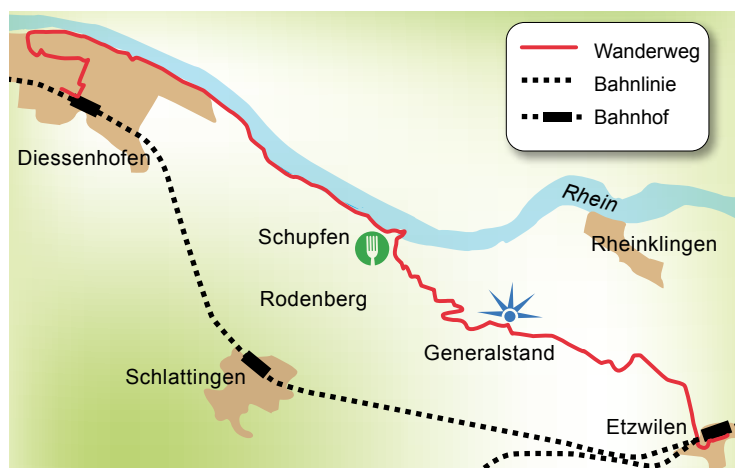 Wanderweg
Bahnlinie
Bahnhof
Diessenhofen
Rhein
Schupfen
Rheinklingen
Rodenberg
Generalstand
Schlattingen
Etzwilen